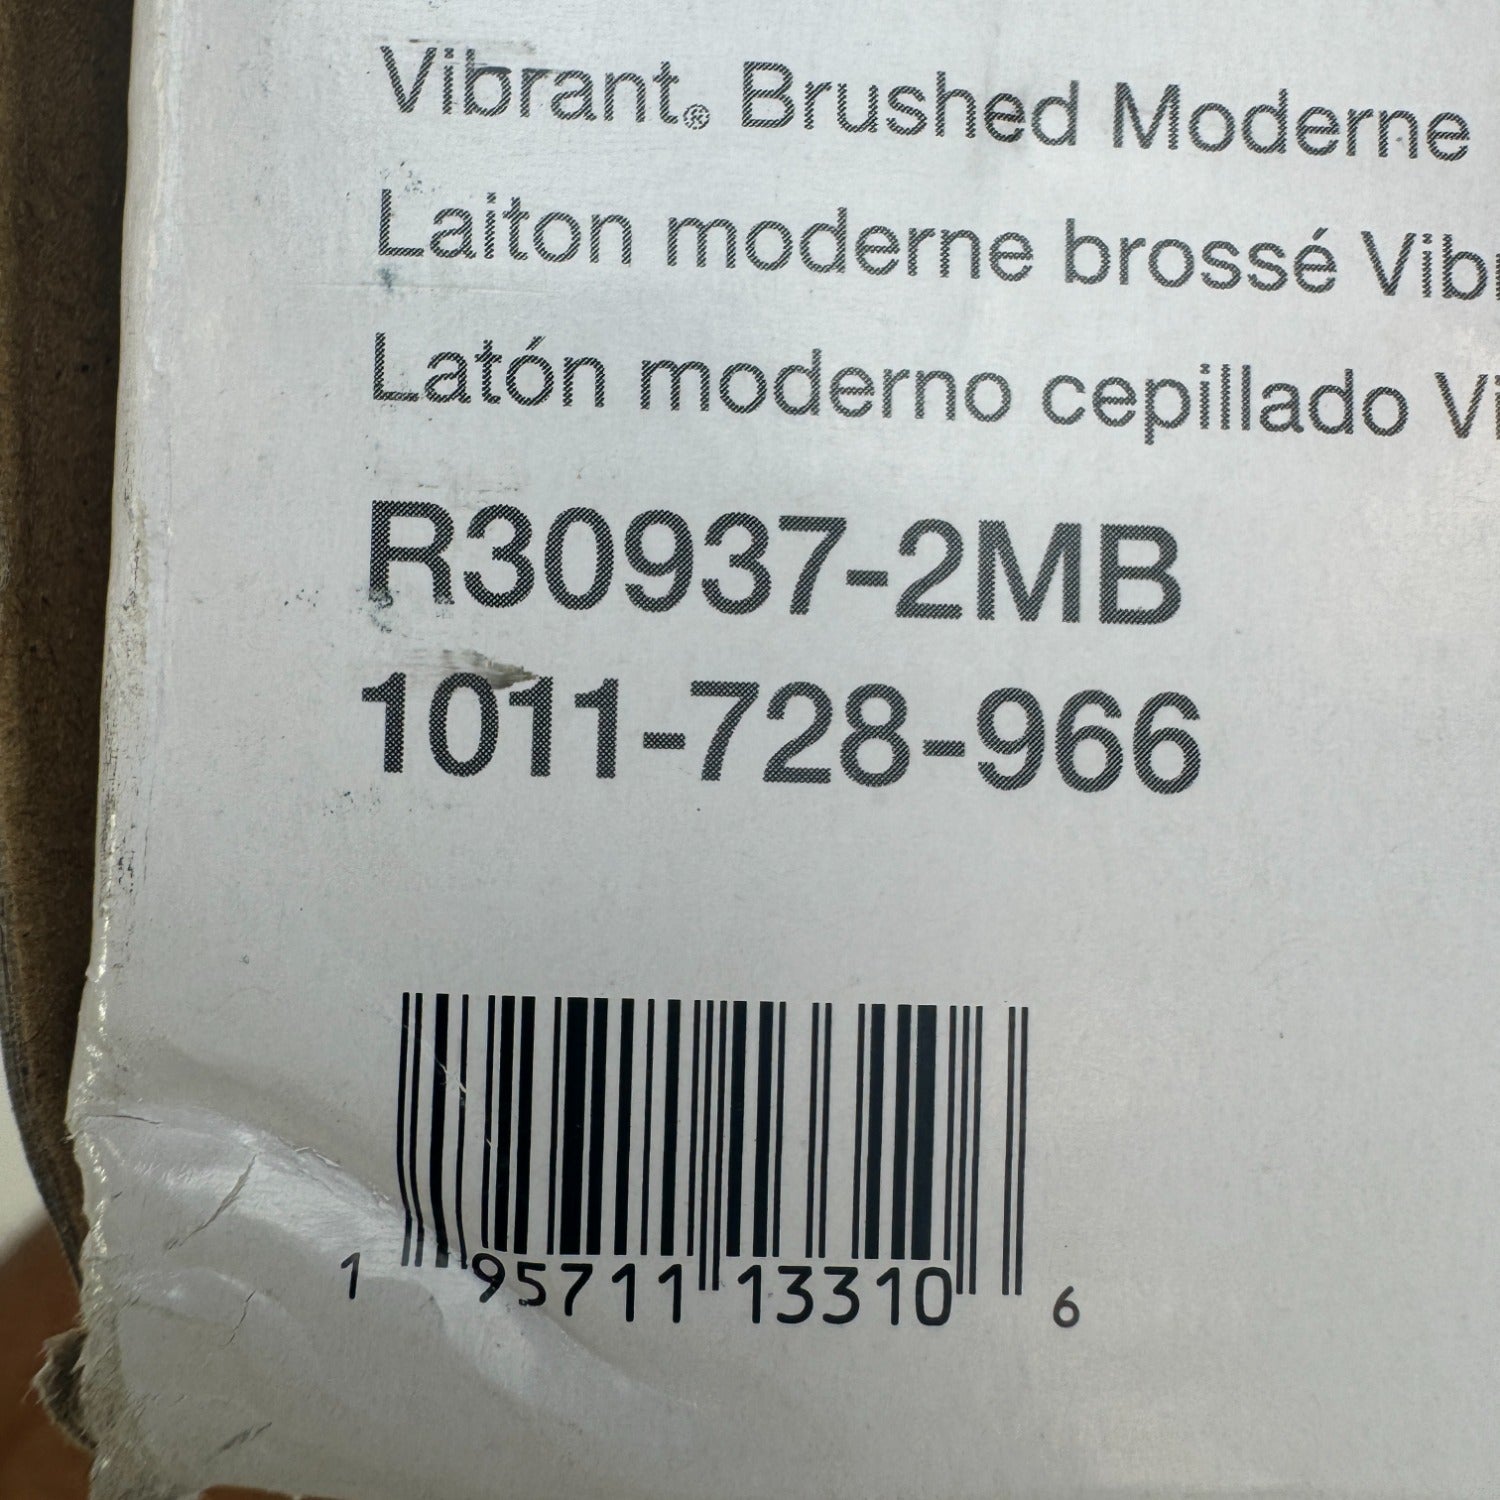 Vibrant® Brushed Moderne
Laiton moderne brossé
Latón moderno cepillado
R30937-2MB
1011-728-966
1 95711 13310 6